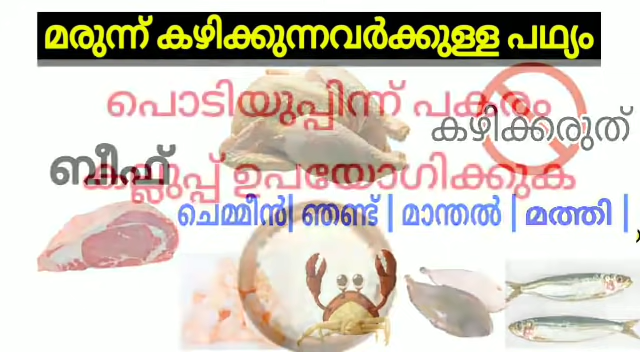 മരുന്ന് കഴിക്കുന്നവർക്കുള്ള പഥ്യം
പൊടിയുപ്പിന്ന് പകരം
കഴിക്കരുത്
ബീഫ്
കല്ലുപ്പ് ഉപയോഗിക്കുക
ചെമ്മീൻ| ഞണ്ട് | മാന്തൽ | മത്തി |